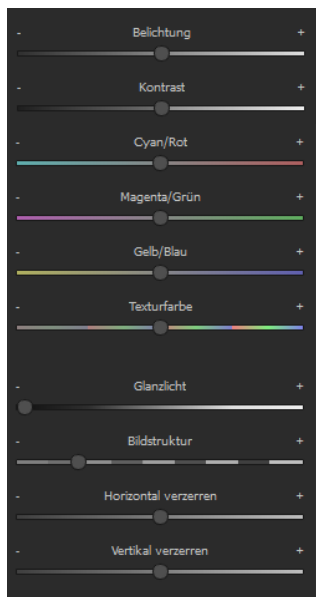 - Belichtung +
- Kontrast +
- Cyan/Rot +
- Magenta/Grün +
- Gelb/Blau +
- Texturfarbe +
- Glanzlicht +
- Bildstruktur +
- Horizontal verzerren +
- Vertikal verzerren +